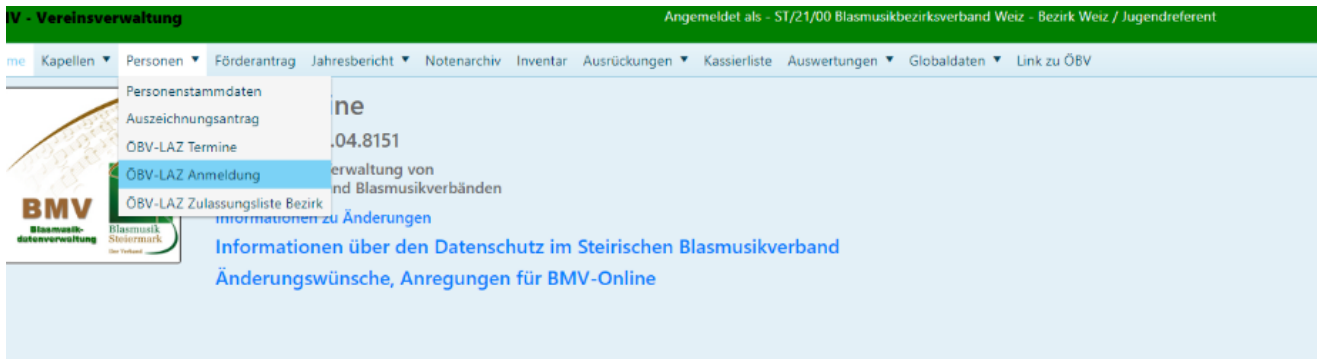 V - Vereinsverwaltung
Angemeldet als - ST/21/00 Blasmusikbezirksverband Weiz - Bezirk Weiz / Jugendreferent
me Kapellen ▼ Personen ▼ Förderantrag Jahresbericht ▼ Notenarchiv Inventar Ausrückungen ▼ Kassierliste Auswertungen ▼ Globaldaten ▼ Link zu ÖBV
Personenstammdaten
Auszeichnungsantrag
ÖBV-LAZ Termine
ÖBV-LAZ Anmeldung
ÖBV-LAZ Zulassungsliste Bezirk
ine
.04.8151
erwaltung von
nd Blasmusikverbänden
Informationen zu Änderungen
Informationen über den Datenschutz im Steirischen Blasmusikverband
Änderungswünsche, Anregungen für BMV-Online
BMV
Blasmusik-
datenverwaltung
Blasmusik
Steiermark
Der Verband